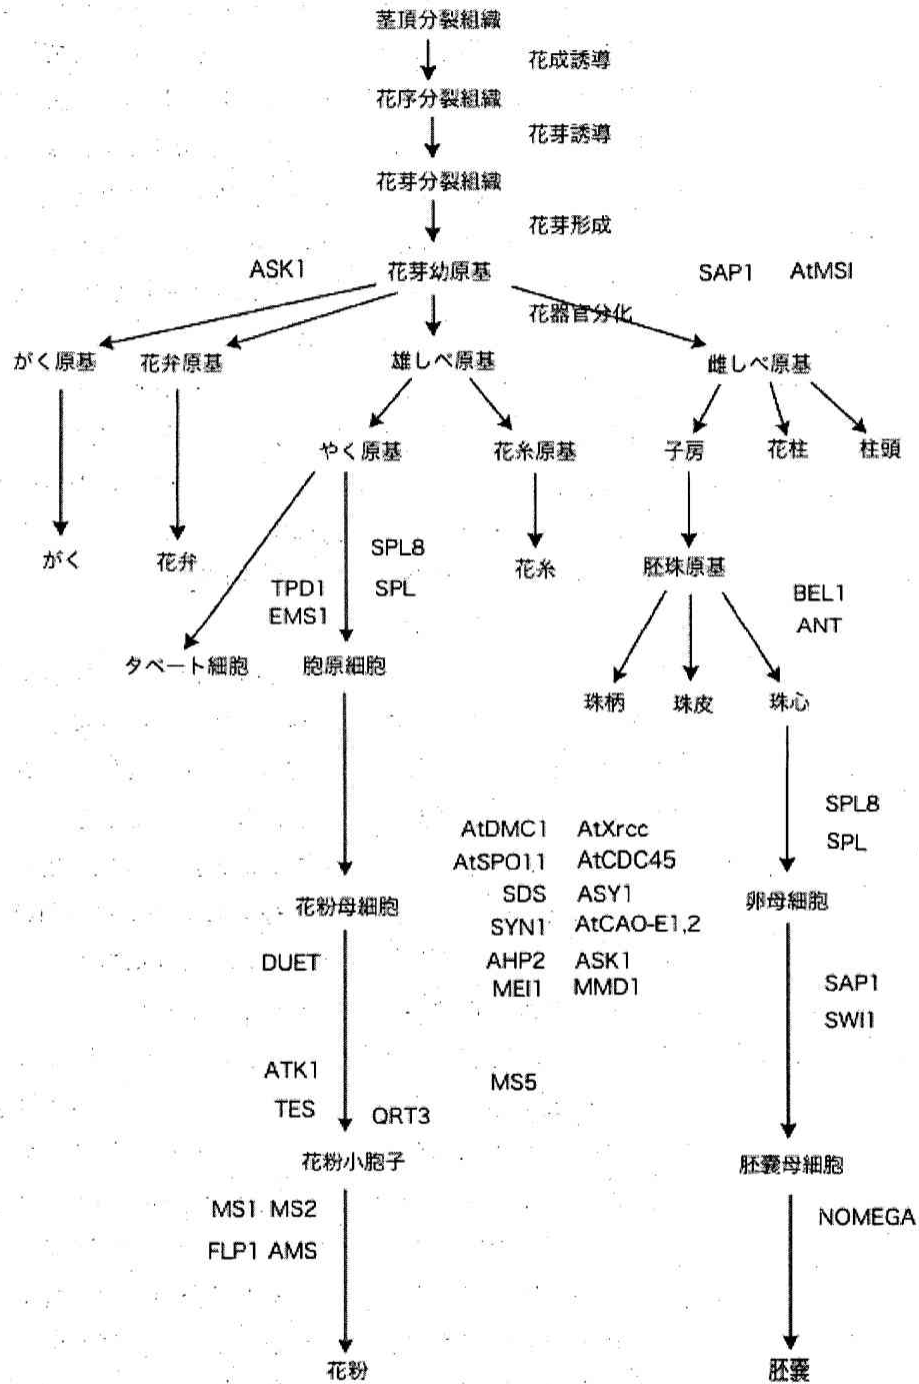 茎頂分裂組織
花成誘導
花序分裂組織
花芽誘導
花芽分裂組織
花芽形成
ASK1 花芽幼原基 SAP1 AtMSI
花器官分化
がく原基 花弁原基 雄しべ原基 雌しべ原基
やく原基 花糸原基 子房 花柱 柱頭
がく 花弁 SPL8 花糸 胚珠原基
TPD1 SPL BEL1
EMS1 ANT
タペート細胞 胞原細胞
珠柄 珠皮 珠心
SPL8
AtDMC1 AtXrcc
SPL
AtSPO11 AtCDC45
SDS ASY1
花粉母細胞 卵母細胞
SYN1 AtCAO-E1,2
DUET AHP2 ASK1
MEI1 MMD1 SAP1
SWI1
ATK1 MS5
TES QRT3
花粉小胞子 胚嚢母細胞
MS1 MS2 NOMEGA
FLP1 AMS
花粉 胚嚢